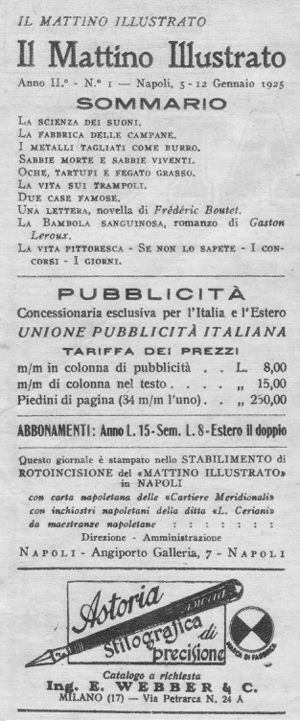 IL MATTINO ILLUSTRATO
Il Mattino Illustrato
Anno II.° - N.° 1 — Napoli, 5-12 Gennaio 1925
SOMMARIO
LA SCIENZA DEI SUONI.
LA FABBRICA DELLE CAMPANE.
I METALLI TAGLIATI COME BURRO.
SABBIE MORTE E SABBIE VIVENTI.
OCHE, TARTUFI E FEGATO GRASSO.
LA VITA SUI TRAMPOLI.
DUE CASE FAMOSE.
UNA LETTERA, novella di Frédéric Boutet.
LA BAMBOLA SANGUINOSA, romanzo di Gaston
Leroux.
LA VITA PITTORESCA - SE NON LO SAPETE - I CON-
CORSI - I GIORNI.
PUBBLICITÀ
Concessionaria esclusiva per l'Italia e l'Estero
UNIONE PUBBLICITÀ ITALIANA
TARIFFA DEI PREZZI
m/m in colonna di pubblicità . . L. 8,00
m/m di colonna nel testo . . . . „ 15,00
Piedini di pagina (34 m/m l'uno) . . „ 250,00
ABBONAMENTI: Anno L. 15 - Sem. L. 8 - Estero il doppio
Questo giornale è stampato nello STABILIMENTO di
ROTOINCISIONE del «MATTINO ILLUSTRATO»
in NAPOLI
con carta napoletana delle «Cartiere Meridionali»
con inchiostri napoletani della ditta «L. Ceriani»
da maestranze napoletane : : : : : : :
Direzione - Amministrazione
NAPOLI - Angiporto Galleria, 7 - NAPOLI
Astoria
ASTORIA
Stilografica
di
precisione
MARCA DI FABBRICA
Catalogo a richiesta
Ing. E. WEBBER & C.
MILANO (17) — Via Petrarca N. 24 A